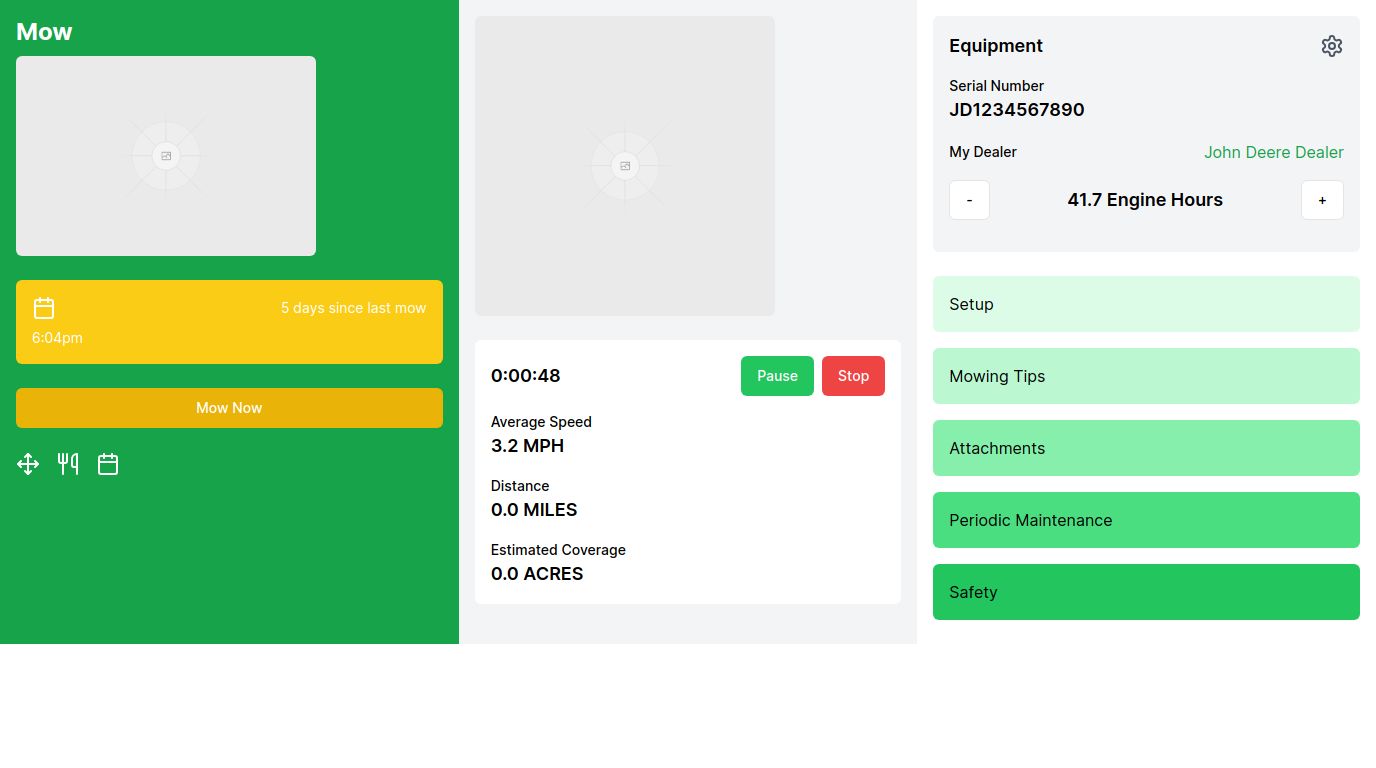 Mow
5 days since last mow
6:04pm
Mow Now
0:00:48
Pause
Stop
Average Speed
3.2 MPH
Distance
0.0 MILES
Estimated Coverage
0.0 ACRES
Equipment
Serial Number
JD1234567890
My Dealer
John Deere Dealer
-
41.7 Engine Hours
+
Setup
Mowing Tips
Attachments
Periodic Maintenance
Safety